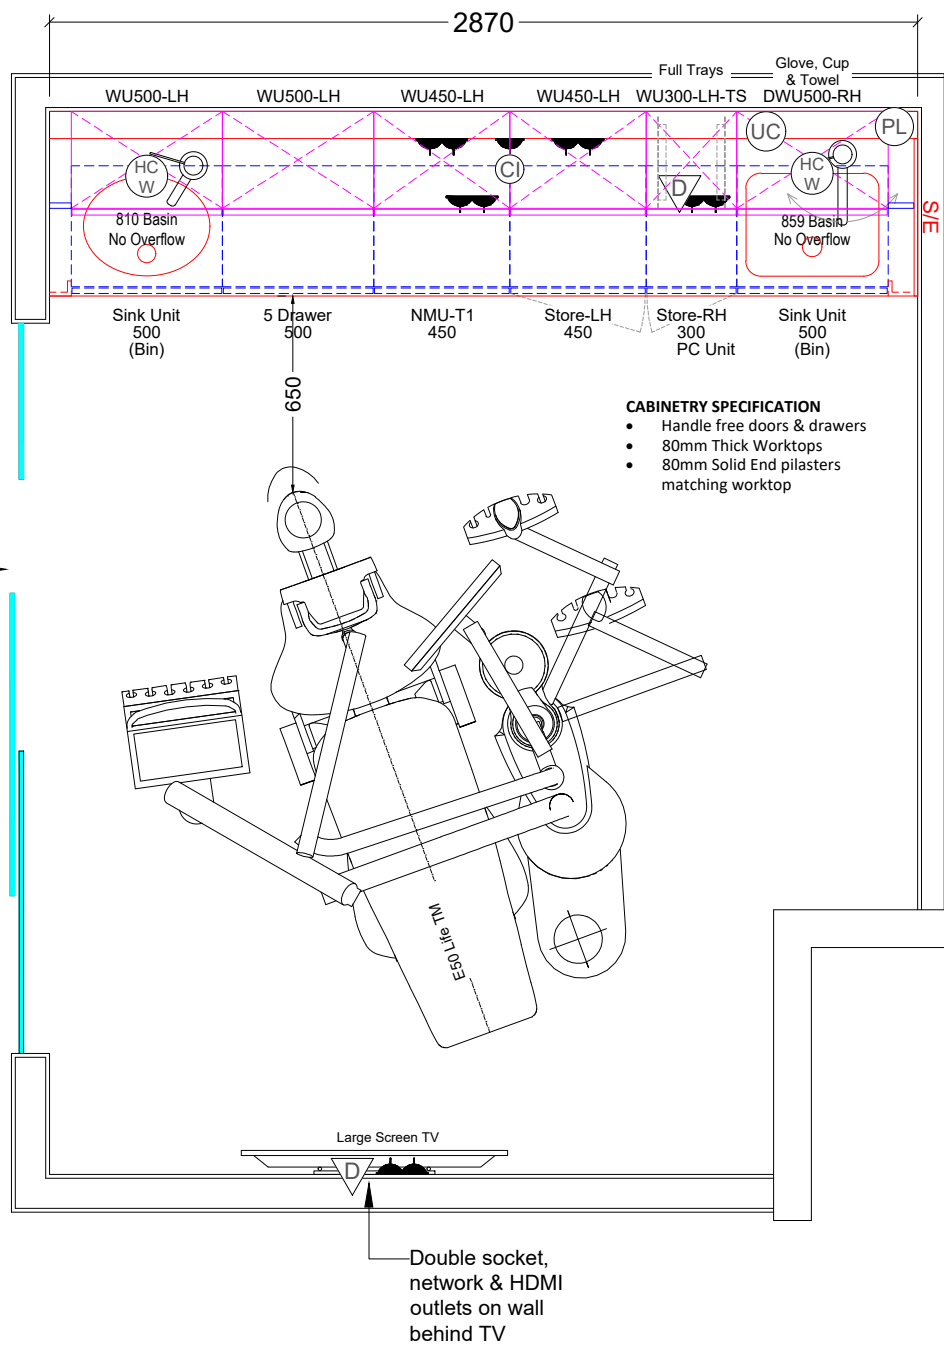 2870
Full Trays
Glove, Cup
& Towel
WU500-LH
WU500-LH
WU450-LH
WU450-LH
WU300-LH-TS
DWU500-RH
UC
PL
HC
W
CI
D
HC
W
S/E
810 Basin
No Overflow
859 Basin
No Overflow
Sink Unit
500
(Bin)
5 Drawer
500
NMU-T1
450
Store-LH
450
Store-RH
300
PC Unit
Sink Unit
500
(Bin)
650
CABINETRY SPECIFICATION
• Handle free doors & drawers
• 80mm Thick Worktops
• 80mm Solid End pilasters
matching worktop
E50 Life TM
Large Screen TV
D
Double socket,
network & HDMI
outlets on wall
behind TV